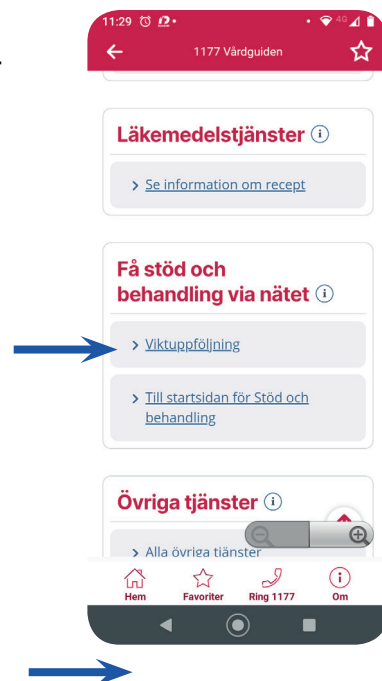 11:29
4G
1177 Vårdguiden
Läkemedelstjänster
Se information om recept
Få stöd och
behandling via nätet
Viktuppföljning
Till startsidan för Stöd och
behandling
Övriga tjänster
Alla övriga tjänster
Hem Favoriter Ring 1177 Om